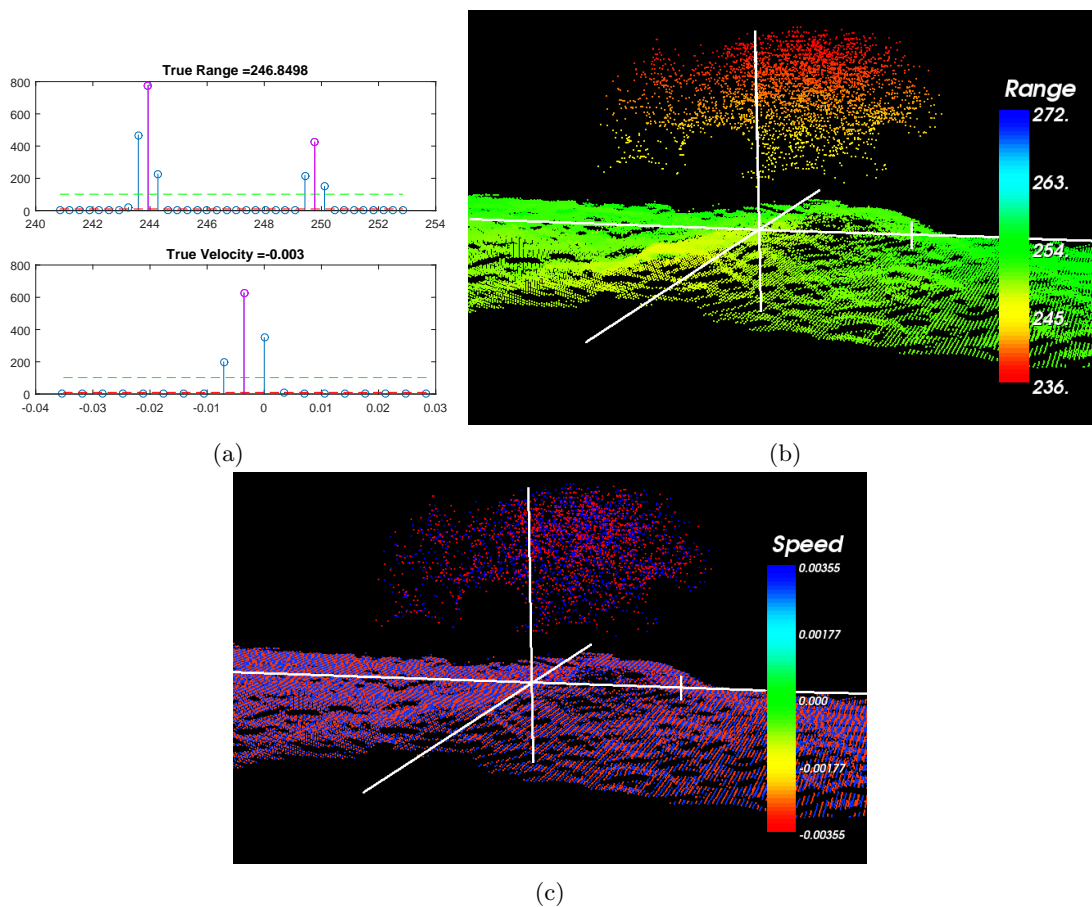 True Range =246.8498
800
600
400
200
0
240 242 244 246 248 250 252 254
True Velocity =-0.003
800
600
400
200
0
-0.04 -0.03 -0.02 -0.01 0 0.01 0.02 0.03
(a)
Range
272.
263.
254.
245.
236.
(b)
Speed
0.00355
0.00177
0.000
-0.00177
-0.00355
(c)